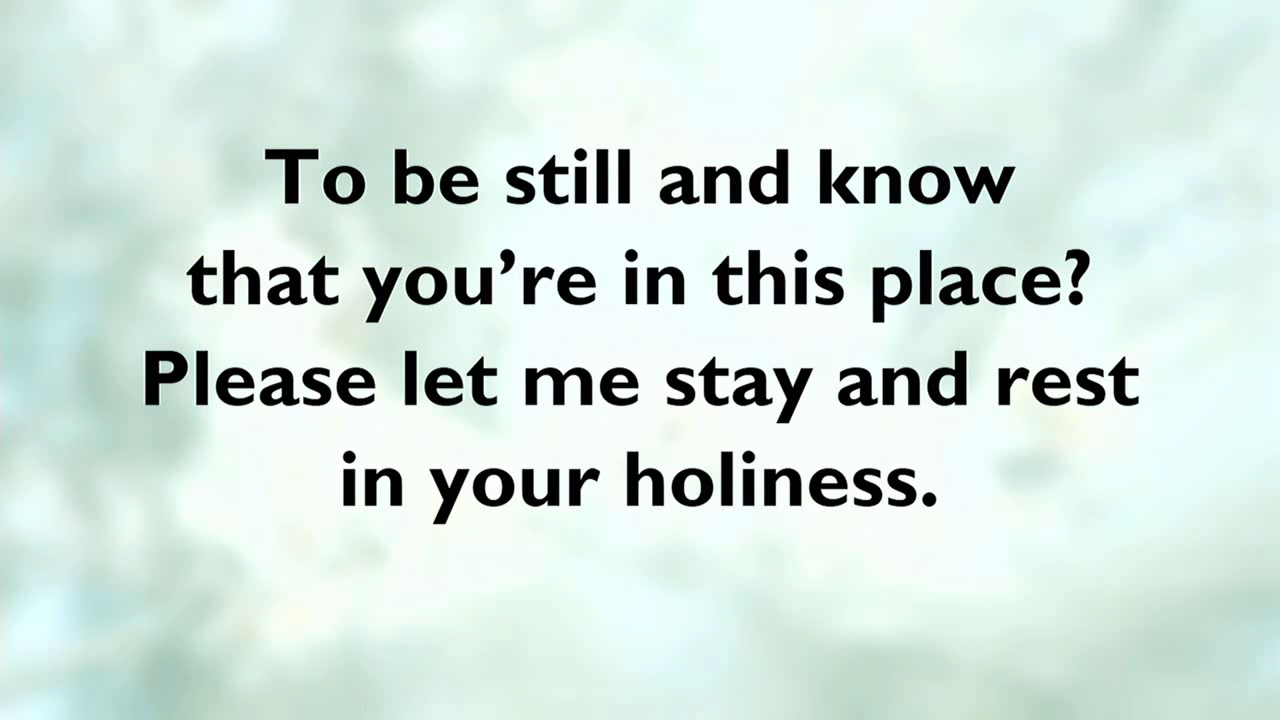 To be still and know
that you’re in this place?
Please let me stay and rest
in your holiness.